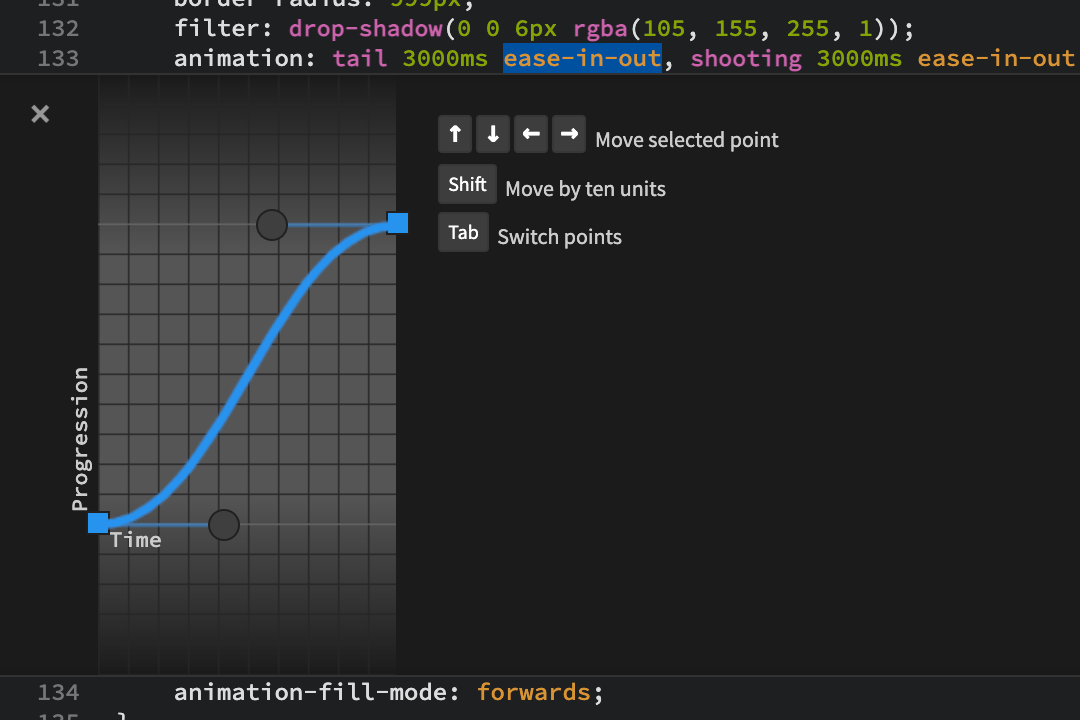 131 border-radius: 999px;
132 filter: drop-shadow(0 0 6px rgba(105, 155, 255, 1));
133 animation: tail 3000ms ease-in-out, shooting 3000ms ease-in-out
×
↑ ↓ ← → Move selected point
Shift Move by ten units
Tab Switch points
Progression
Time
134 animation-fill-mode: forwards;
135 }